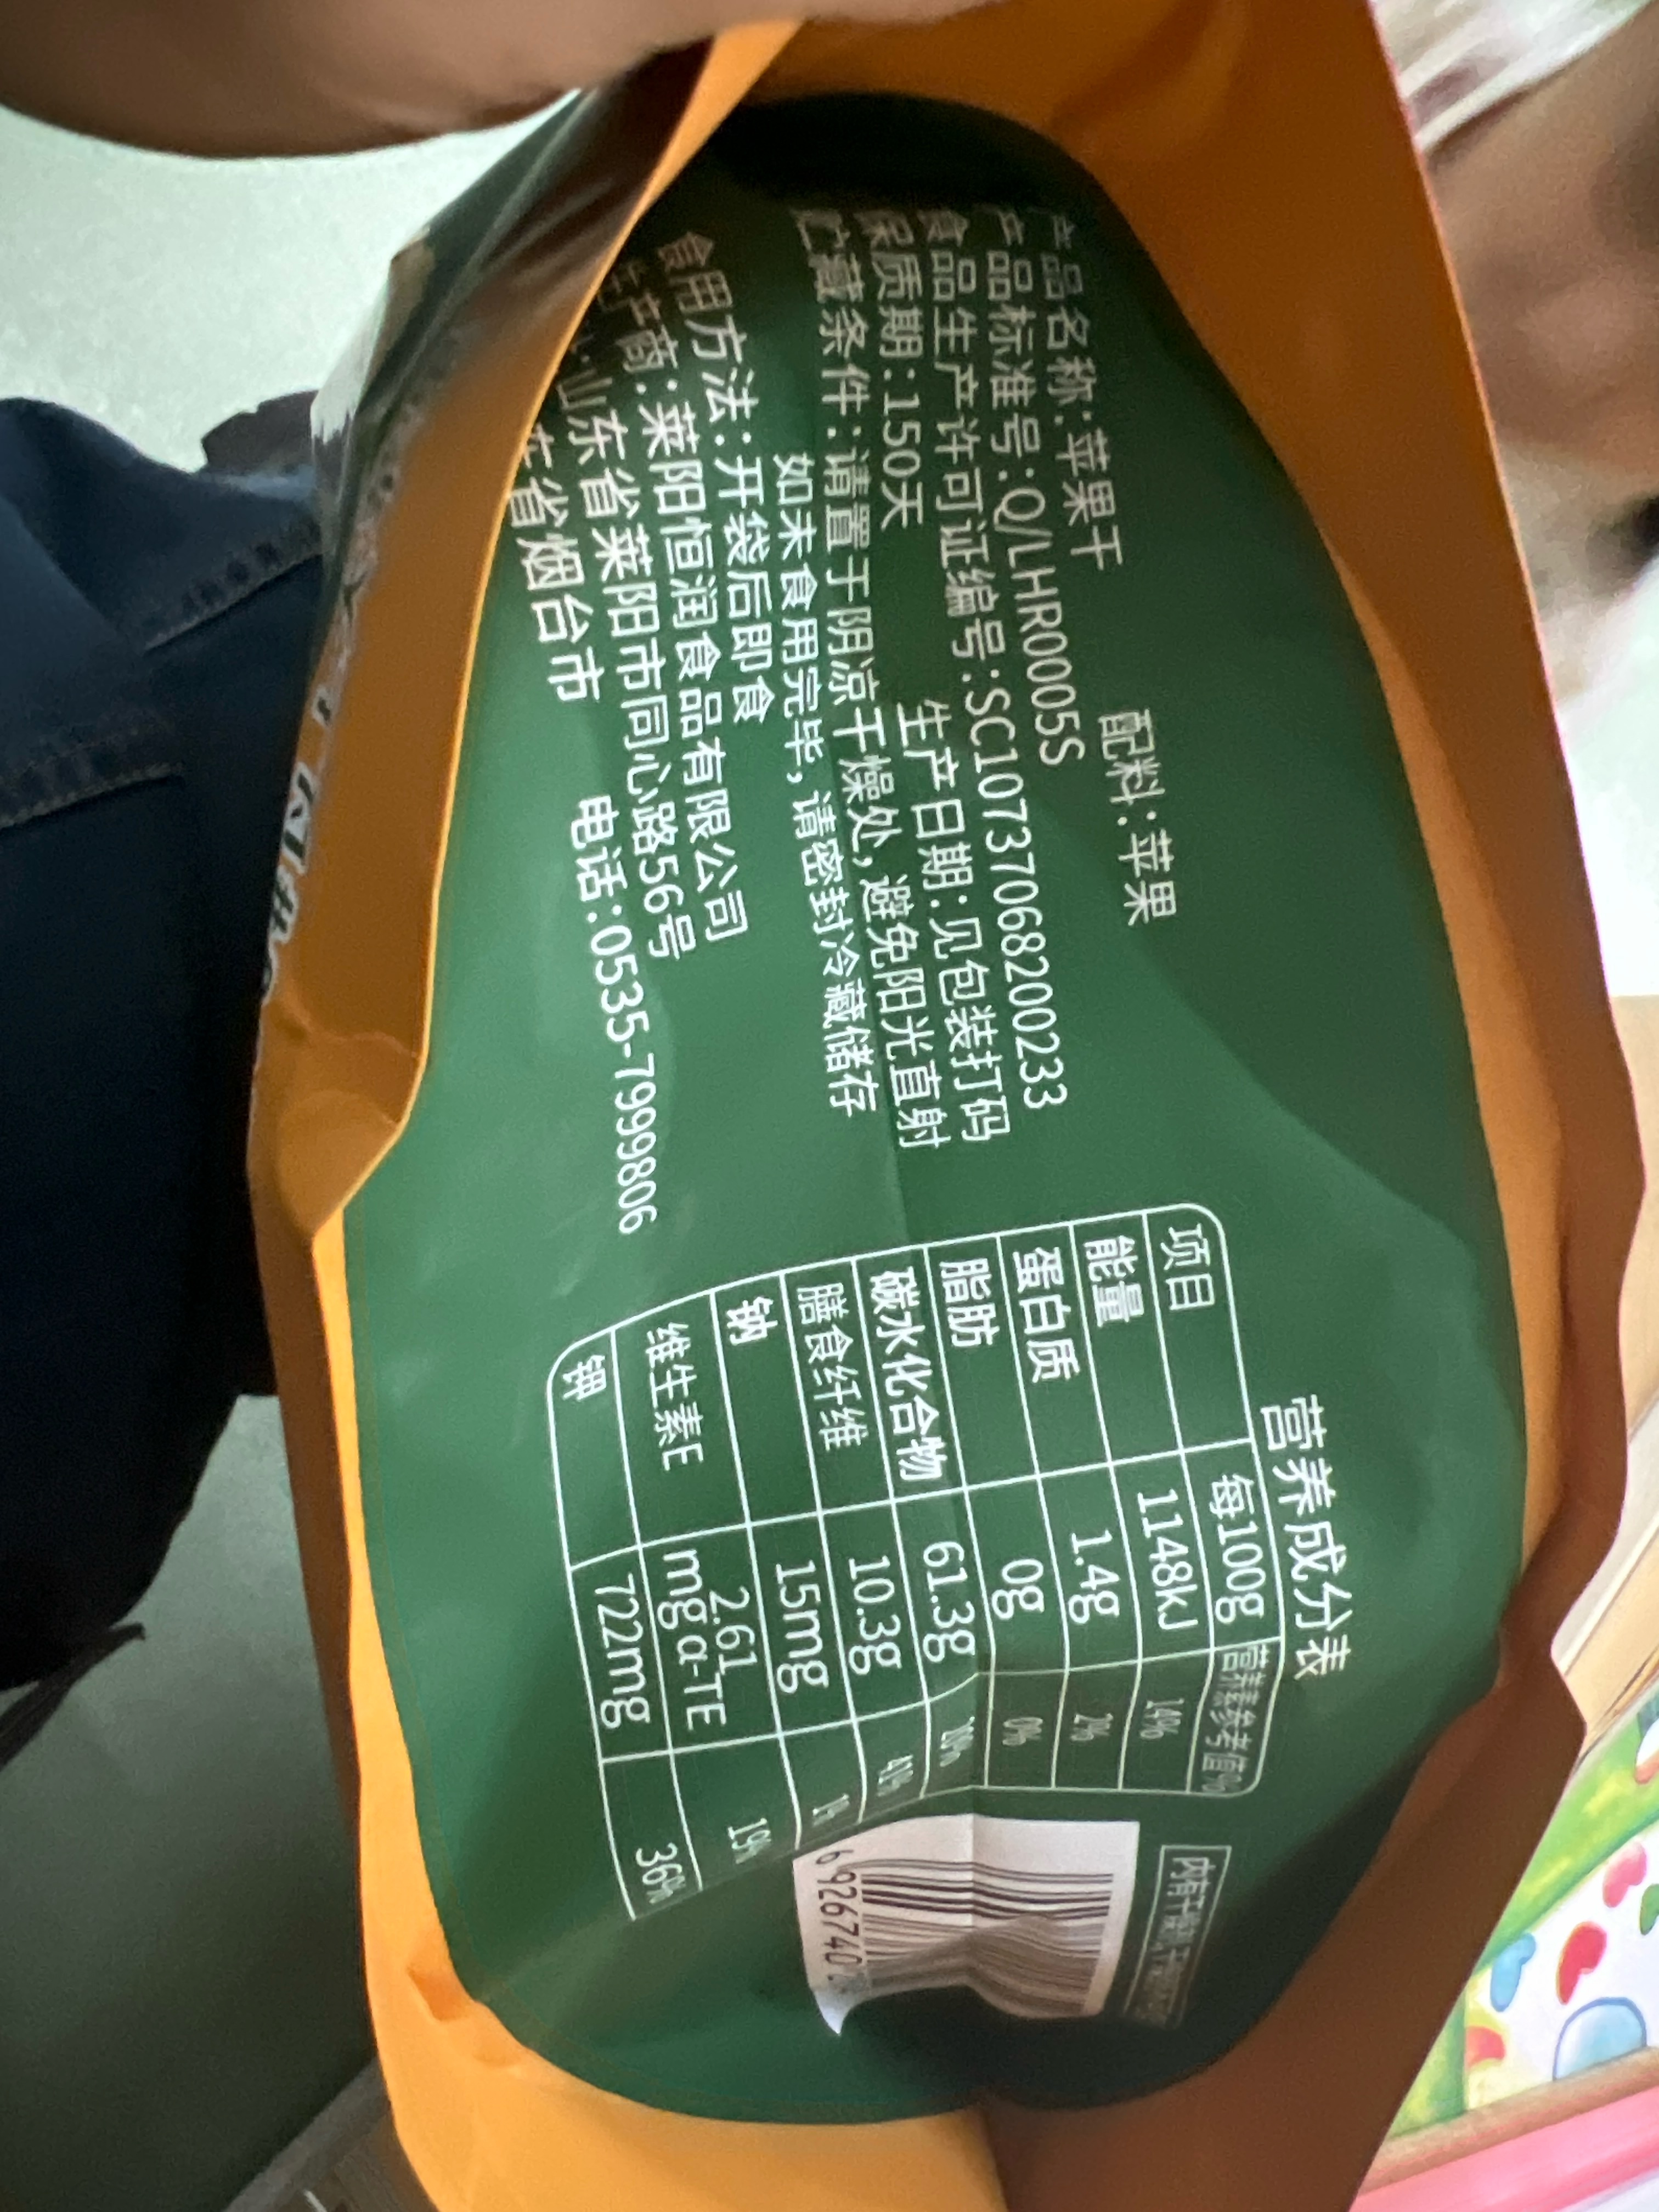 产品名称:苹果干 配料:苹果
产品标准号:Q/LHR0005S
食品生产许可证编号:SC10737068200233
保质期:150天 生产日期:见包装打码
贮藏条件:请置于阴凉干燥处,避免阳光直射
如未食用完毕,请密封冷藏储存
食用方法:开袋后即食
生产商:莱阳恒润食品有限公司
山东省莱阳市同心路56号
东省烟台市 电话:0535-7999806
营养成分表
项目 每100g 营养素参考值%
能量 1148kJ 14%
蛋白质 1.4g 2%
脂肪 0g 0%
碳水化合物 61.3g
膳食纤维 10.3g 41%
钠 15mg 1%
维生素E 2.61 mg α-TE 19%
钾 722mg 36%
内有干燥剂
6 926740